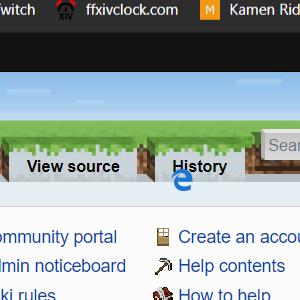 witch ffxivclock.com M Kamen Rid
XIV
Sear
View source History
ommunity portal Create an accou
dmin noticeboard Help contents
ki rules How to help